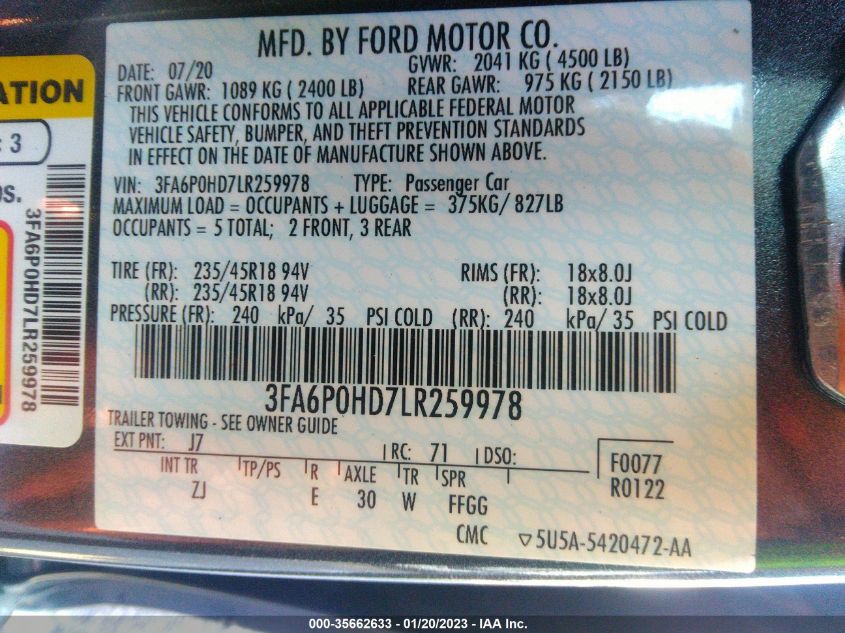 MFD. BY FORD MOTOR CO.
DATE: 07/20 GVWR: 2041 KG ( 4500 LB)
FRONT GAWR: 1089 KG ( 2400 LB) REAR GAWR: 975 KG ( 2150 LB)
THIS VEHICLE CONFORMS TO ALL APPLICABLE FEDERAL MOTOR
VEHICLE SAFETY, BUMPER, AND THEFT PREVENTION STANDARDS
IN EFFECT ON THE DATE OF MANUFACTURE SHOWN ABOVE.
VIN: 3FA6P0HD7LR259978 TYPE: Passenger Car
MAXIMUM LOAD = OCCUPANTS + LUGGAGE = 375KG/ 827LB
OCCUPANTS = 5 TOTAL; 2 FRONT, 3 REAR
TIRE (FR): 235/45R18 94V RIMS (FR): 18x8.0J
(RR): 235/45R18 94V (RR): 18x8.0J
PRESSURE (FR): 240 kPa/ 35 PSI COLD (RR): 240 kPa/ 35 PSI COLD
3FA6P0HD7LR259978
TRAILER TOWING - SEE OWNER GUIDE
EXT PNT: J7 RC: 71 DSO:
INT TR TP/PS R AXLE TR SPR
ZJ E 30 W FFGG
F0077
R0122
CMC ▽5U5A-5420472-AA
ATION
: 3
os.
3FA6P0HD7LR259978
000-35662633 - 01/20/2023 - IAA Inc.